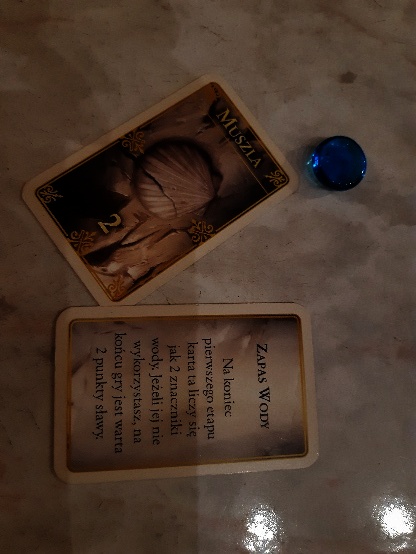 Muszla
2
Zapas Wody
Na koniec
pierwszego etapu
karta ta liczy się
jak 2 znaczniki
wody. Jeżeli jej nie
wykorzystasz, na
końcu gry jest warta
2 punkty sławy.